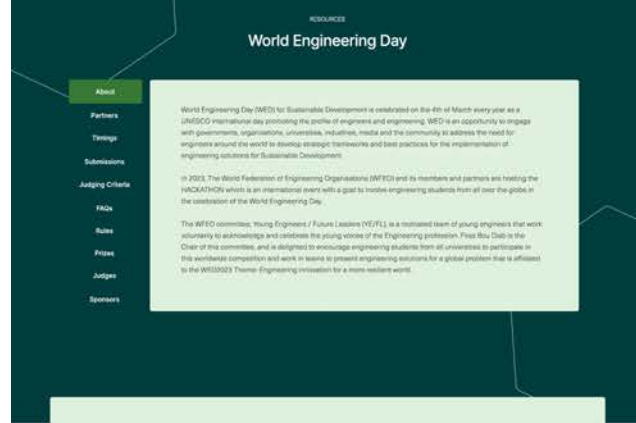 RESOURCES
World Engineering Day
About
Partners
Timings
Submissions
Judging Criteria
FAQs
Rules
Prizes
Judges
Sponsors
World Engineering Day (WED) for Sustainable Development is celebrated on the 4th of March every year as a
UNESCO international day promoting the profile of engineers and engineering. WED is an opportunity to engage
with governments, organisations, universities, industries, media and the community to address the need for
engineers around the world to develop strategic frameworks and best practices for the implementation of
engineering solutions for Sustainable Development.
In 2023, The World Federation of Engineering Organisations (WFEO) and its members and partners are hosting the
HACKATHON which is an international event with a goal to involve engineering students from all over the globe in
the celebration of the World Engineering Day.
The WFEO committee, Young Engineers / Future Leaders (YE/FL), is a motivated team of young engineers that work
voluntarily to acknowledge and celebrate the young voices of the Engineering profession. Firas Bou Diab is the
Chair of this committee, and is delighted to encourage engineering students from all universities to participate in
this worldwide competition and work in teams to present engineering solutions for a global problem that is affiliated
to the WED2023 Theme: Engineering innovation for a more resilient world.